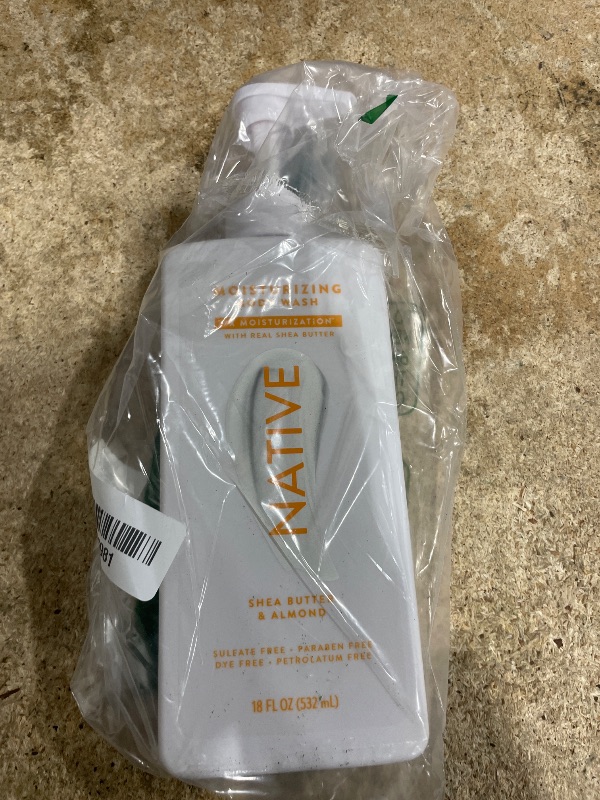 MOISTURIZING
BODY WASH
MOISTURIZATION
WITH REAL SHEA BUTTER
NATIVE
SHEA BUTTER
& ALMOND
SULFATE FREE - PARABEN FREE
DYE FREE - PETROLATUM FREE
18 FL OZ (532 mL)